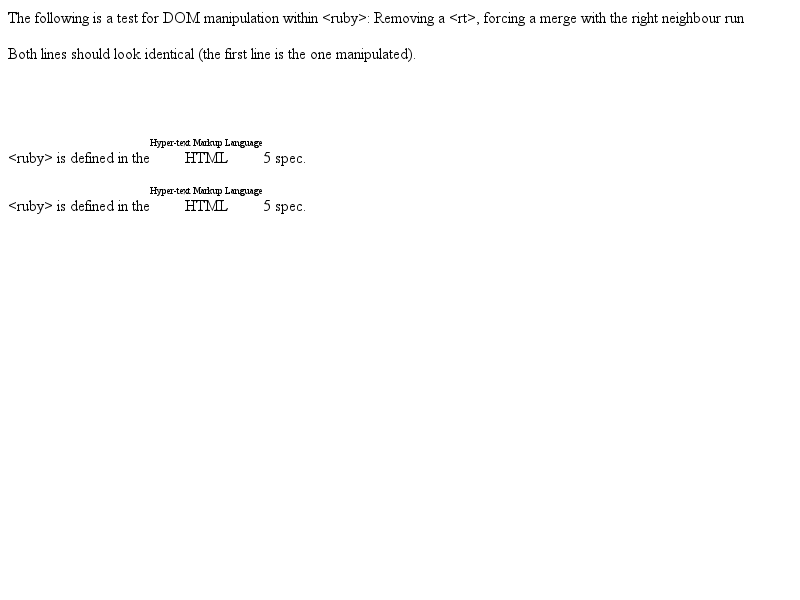 The following is a test for DOM manipulation within <ruby>: Removing a <rt>, forcing a merge with the right neighbour run
Both lines should look identical (the first line is the one manipulated).
Hyper-text Markup Language
<ruby> is defined in the HTML 5 spec.
Hyper-text Markup Language
<ruby> is defined in the HTML 5 spec.